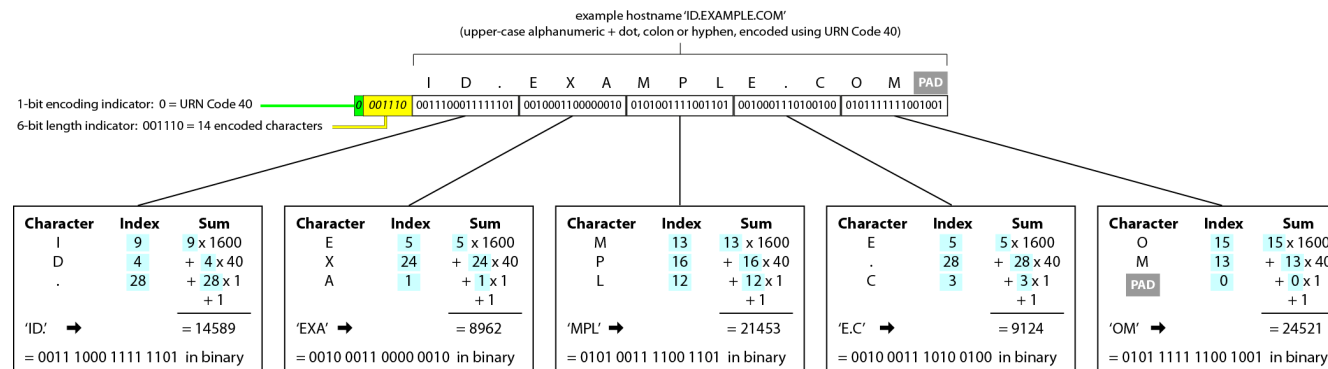 example hostname ‘ID.EXAMPLE.COM’
(upper-case alphanumeric + dot, colon or hyphen, encoded using URN Code 40)
I D . E X A M P L E . C O M PAD
1-bit encoding indicator: 0 = URN Code 40
0 001110 0011100011111101 0010001100000010 0101001111001101 0010001110100100 0101111111001001
6-bit length indicator: 001110 = 14 encoded characters
Character Index Sum
I 9 9 x 1600
D 4 + 4 x 40
. 28 + 28 x 1
+ 1
‘ID.’ ➡ = 14589
= 0011 1000 1111 1101 in binary
Character Index Sum
E 5 5 x 1600
X 24 + 24 x 40
A 1 + 1 x 1
+ 1
‘EXA’ ➡ = 8962
= 0010 0011 0000 0010 in binary
Character Index Sum
M 13 13 x 1600
P 16 + 16 x 40
L 12 + 12 x 1
+ 1
‘MPL’ ➡ = 21453
= 0101 0011 1100 1101 in binary
Character Index Sum
E 5 5 x 1600
. 28 + 28 x 40
C 3 + 3 x 1
+ 1
‘E.C’ ➡ = 9124
= 0010 0011 1010 0100 in binary
Character Index Sum
O 15 15 x 1600
M 13 + 13 x 40
PAD 0 + 0 x 1
+ 1
‘OM’ ➡ = 24521
= 0101 1111 1100 1001 in binary